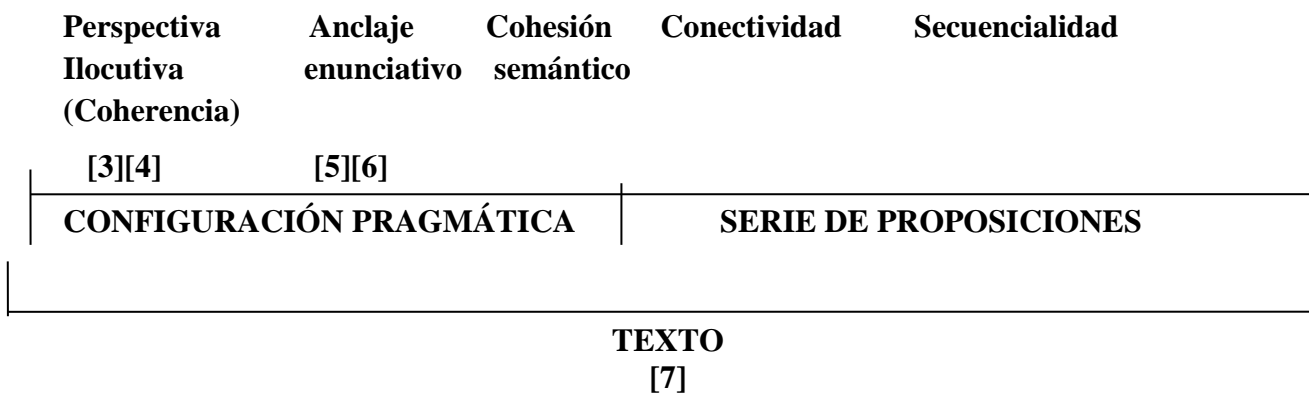 Perspectiva Anclaje Cohesión Conectividad Secuencialidad
Ilocutiva enunciativo semántico
(Coherencia)
[3][4] [5][6]
CONFIGURACIÓN PRAGMÁTICA SERIE DE PROPOSICIONES
TEXTO
[7]